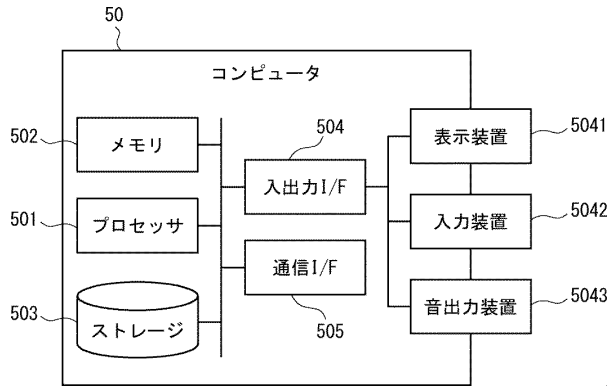 50
コンピュータ
502
メモリ
504
入出力I/F
表示装置
5041
501
プロセッサ
入力装置
5042
通信I/F
505
503
ストレージ
音出力装置
5043